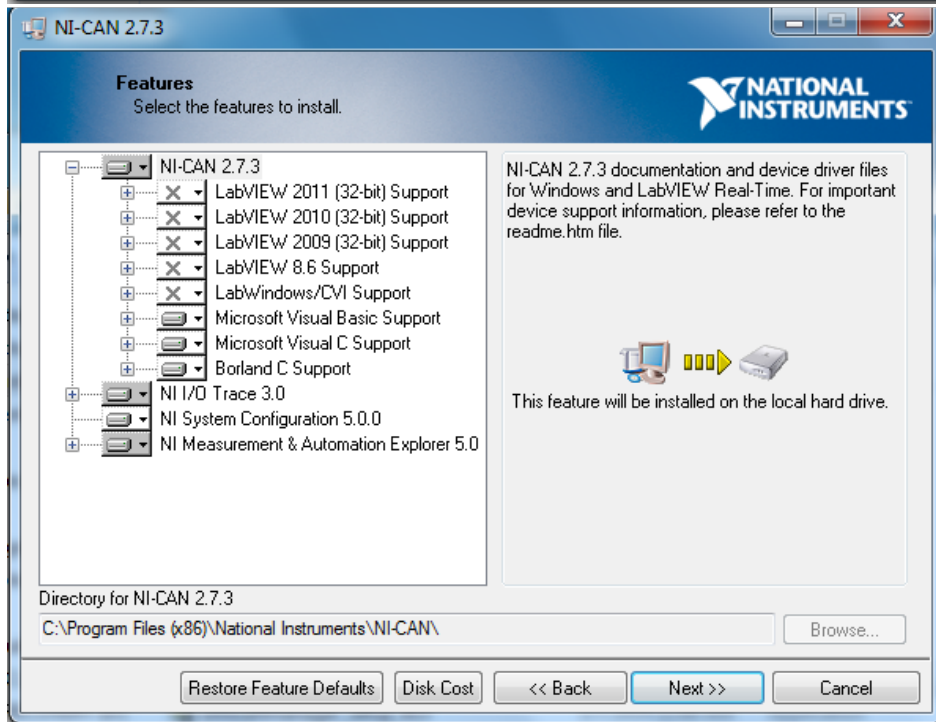 NI-CAN 2.7.3
Features
Select the features to install.
NATIONAL
INSTRUMENTS
NI-CAN 2.7.3
LabVIEW 2011 (32-bit) Support
LabVIEW 2010 (32-bit) Support
LabVIEW 2009 (32-bit) Support
LabVIEW 8.6 Support
LabWindows/CVI Support
Microsoft Visual Basic Support
Microsoft Visual C Support
Borland C Support
NI I/O Trace 3.0
NI System Configuration 5.0.0
NI Measurement & Automation Explorer 5.0
NI-CAN 2.7.3 documentation and device driver files
for Windows and LabVIEW Real-Time. For important
device support information, please refer to the
readme.htm file.
This feature will be installed on the local hard drive.
Directory for NI-CAN 2.7.3
C:\Program Files (x86)\National Instruments\NI-CAN\
Browse...
Restore Feature Defaults
Disk Cost
<< Back
Next >>
Cancel